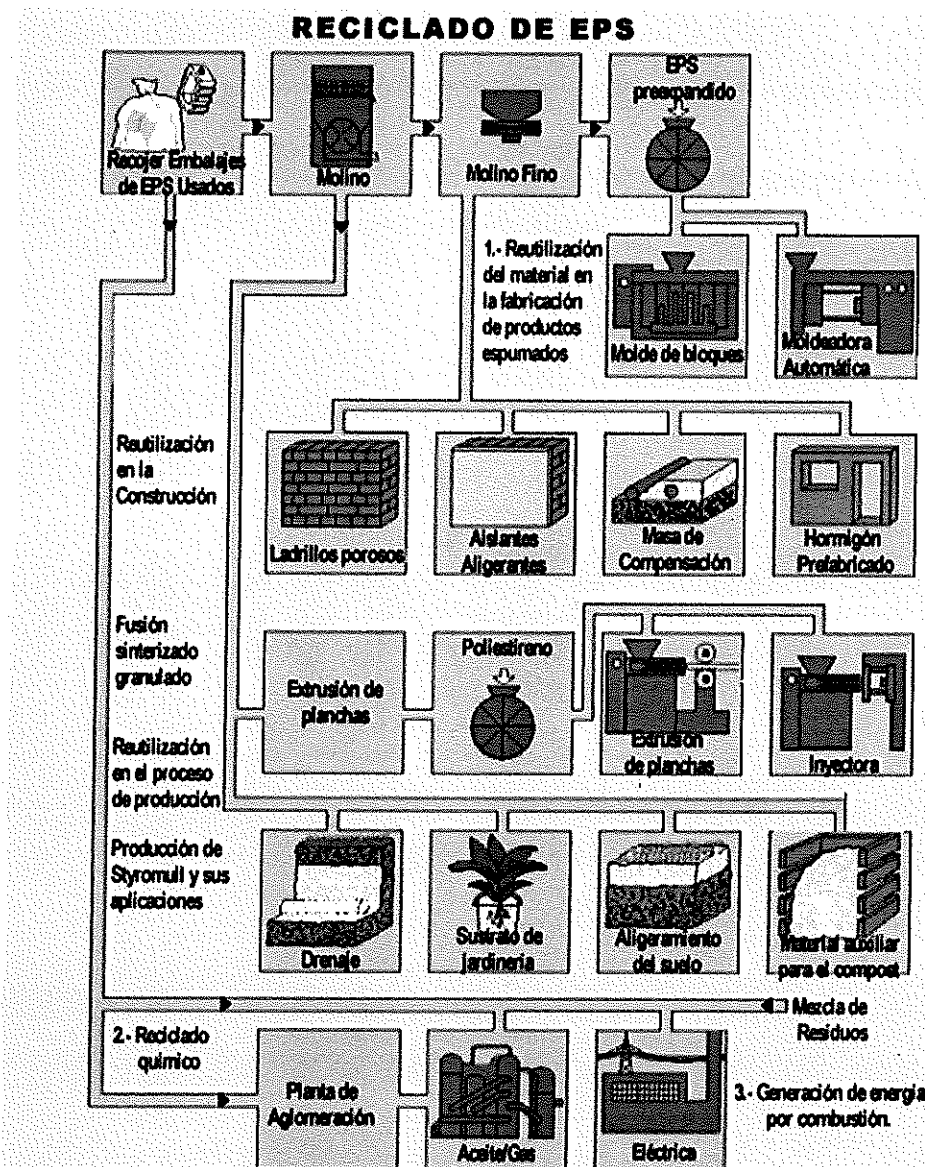 RECICLADO DE EPS
Recojer Embalajes
de EPS Usados
Molino
Molino Fino
EPS
preexpandido
1.- Reutilización
del material en
la fabricación
de productos
espumados
Molde de bloques
Moldeadora
Automática
Reutilización
en la
Construcción
Ladrillos porosos
Aislantes
Aligerantes
Masa de
Compensación
Hormigón
Prefabricado
Fusión
sinterizado
granulado
Extrusión de
planchas
Poliestireno
Extrusión
de planchas
Inyectora
Reutilización
en el proceso
de producción
Producción de
Styromull y sus
aplicaciones
Drenaje
Sustrato de
jardinería
Aligeramiento
del suelo
Material auxiliar
para el compost
Mezcla de
Residuos
2.- Reciclado
químico
Planta de
Aglomeración
Aceite/Gas
Eléctrica
3.- Generación de energía
por combustión.